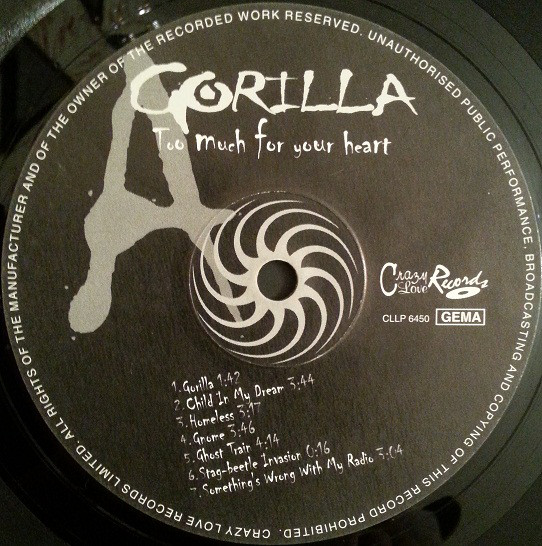 ALL RIGHTS OF THE MANUFACTURER AND OF THE OWNER OF THE RECORDED WORK RESERVED. UNAUTHORISED PUBLIC PERFORMANCE, BROADCASTING AND COPYING OF THIS RECORD PROHIBITED. CRAZY LOVE RECORDS LIMITED.
A
GORILLA
Too much for your heart
Crazy Love Records
CLLP 6450 GEMA
1. Gorilla 1:42
2. Child In My Dream 3:44
3. Homeless 3:17
4. Gnome 3:46
5. Ghost Train 4:14
6. Stag-beetle Invasion 0:16
7. Something's Wrong With My Radio 3:04